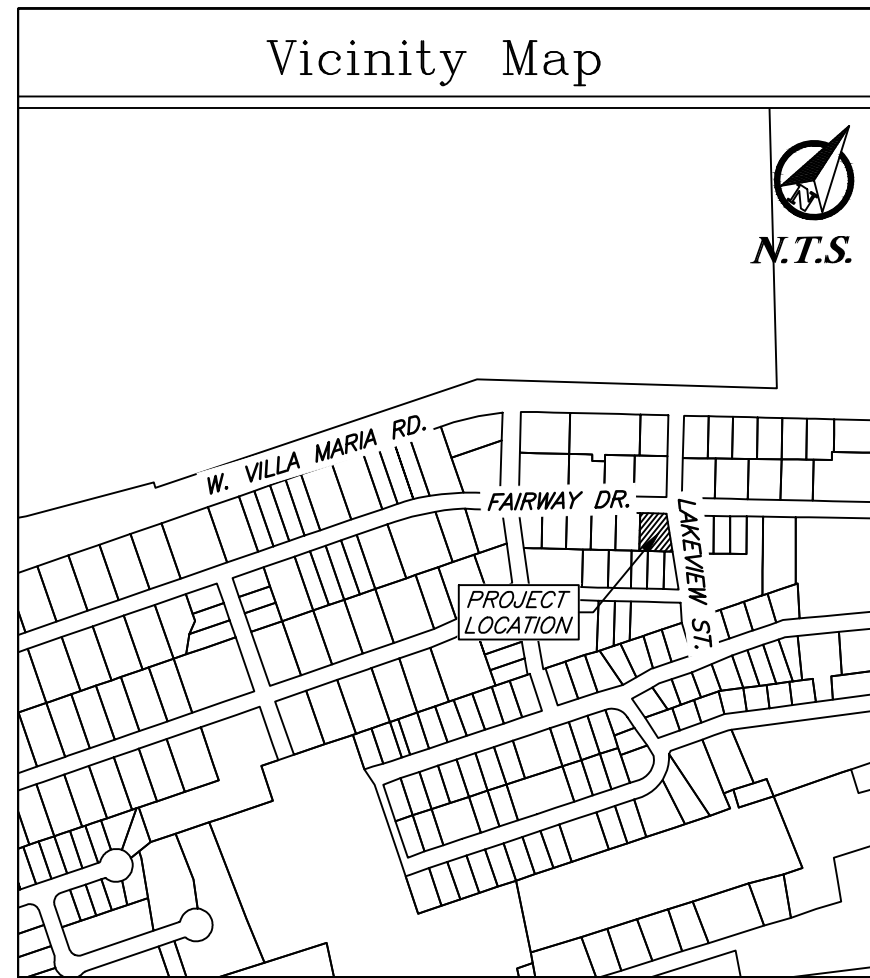 Vicinity Map
N
N.T.S.
W. VILLA MARIA RD.
FAIRWAY DR.
LAKEVIEW ST.
PROJECT
LOCATION